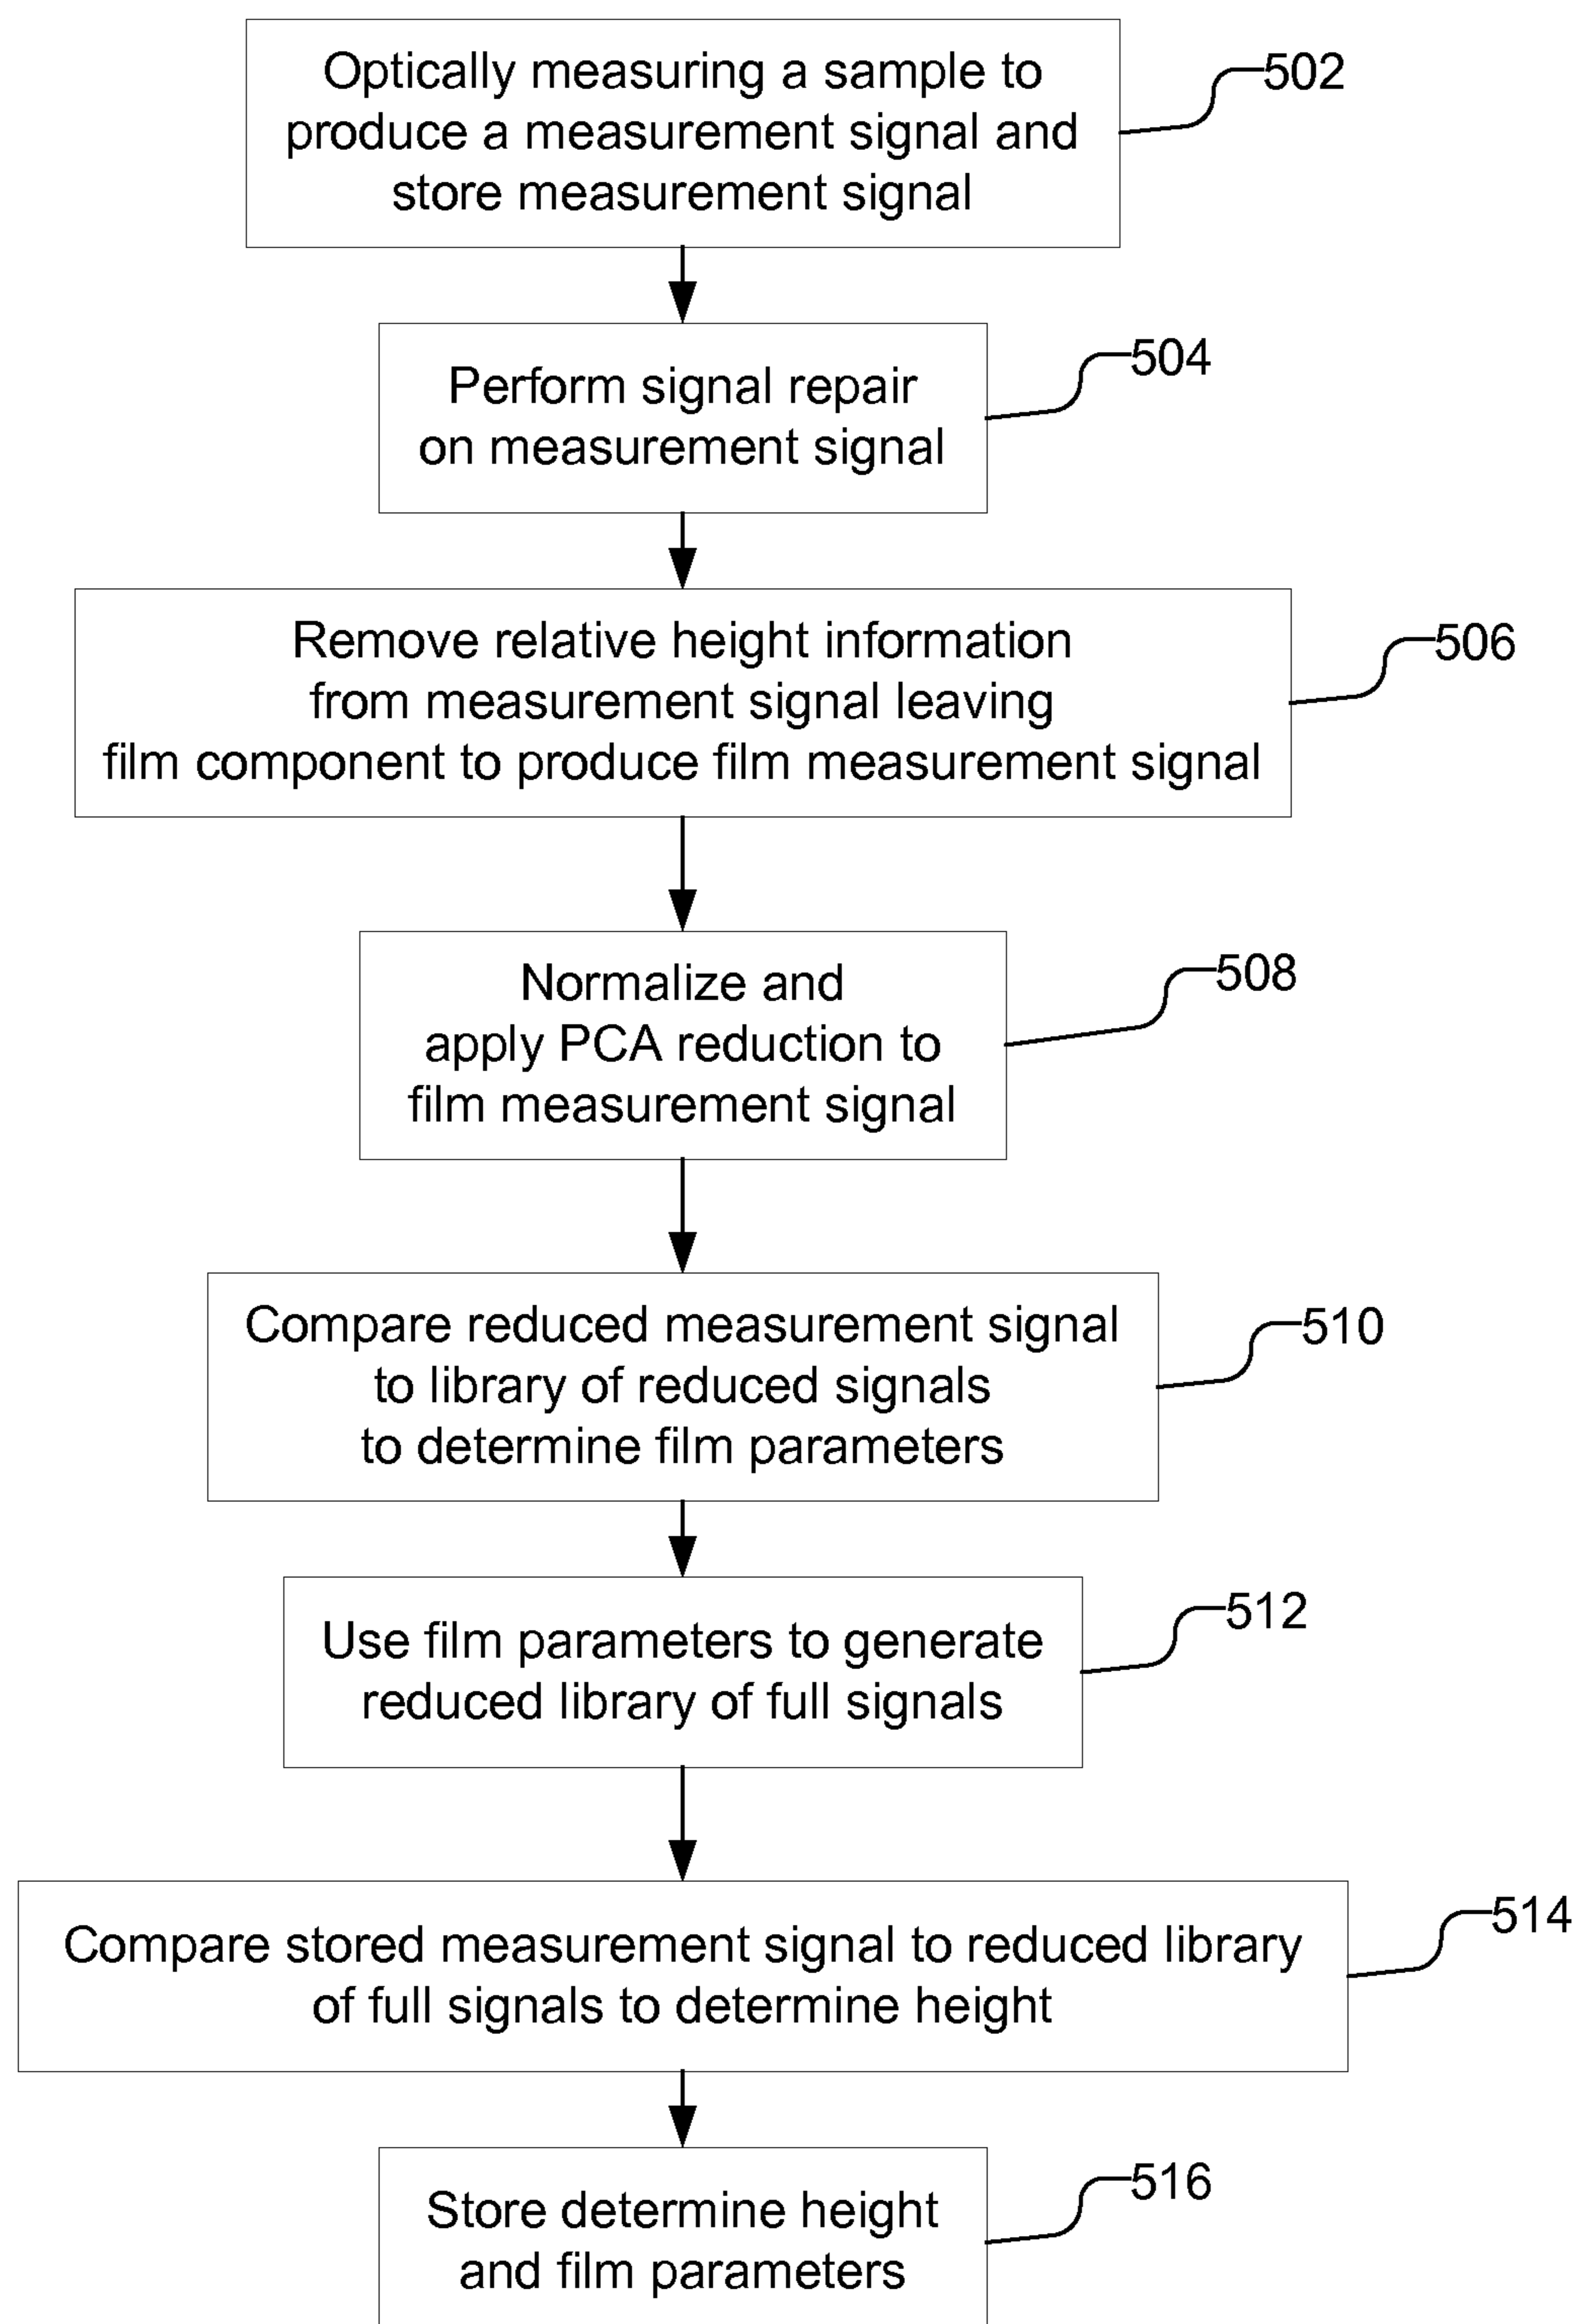 Optically measuring a sample to
produce a measurement signal and
store measurement signal
502
Perform signal repair
on measurement signal
504
Remove relative height information
from measurement signal leaving
film component to produce film measurement signal
506
Normalize and
apply PCA reduction to
film measurement signal
508
Compare reduced measurement signal
to library of reduced signals
to determine film parameters
510
Use film parameters to generate
reduced library of full signals
512
Compare stored measurement signal to reduced library
of full signals to determine height
514
Store determine height
and film parameters
516